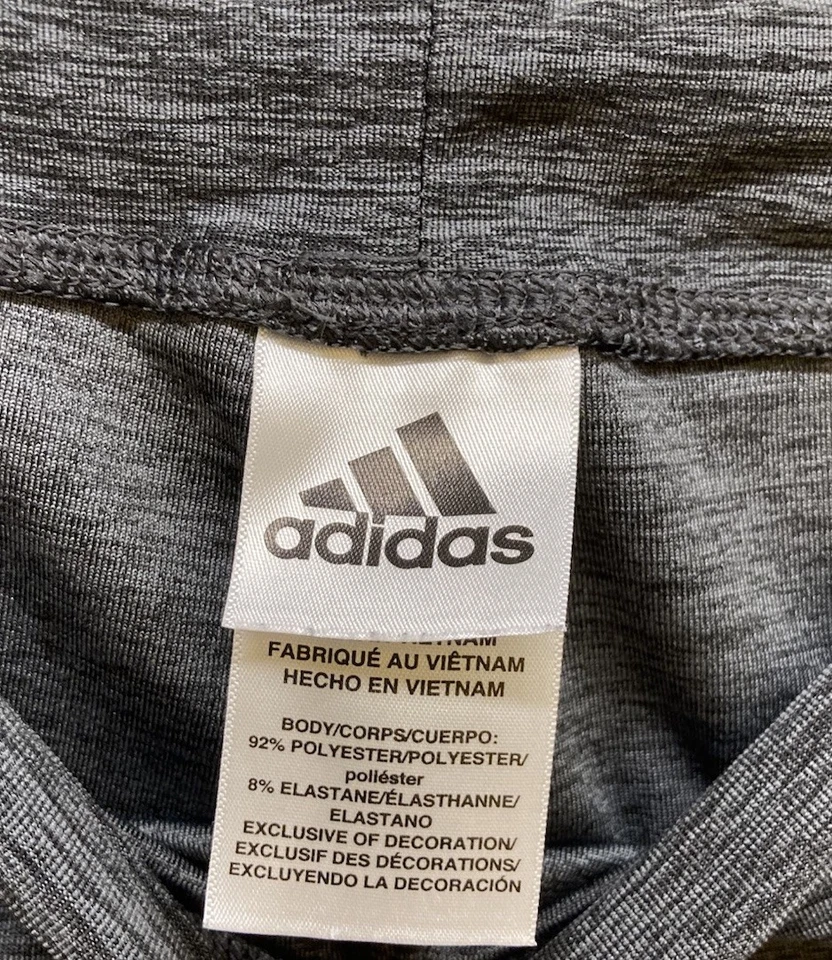 adidas
FABRIQUÉ AU VIÊTNAM
HECHO EN VIETNAM
BODY/CORPS/CUERPO:
92% POLYESTER/POLYESTER/
poliéster
8% ELASTANE/ÉLASTHANNE/
ELASTANO
EXCLUSIVE OF DECORATION/
EXCLUSIF DES DÉCORATIONS/
EXCLUYENDO LA DECORACIÓN